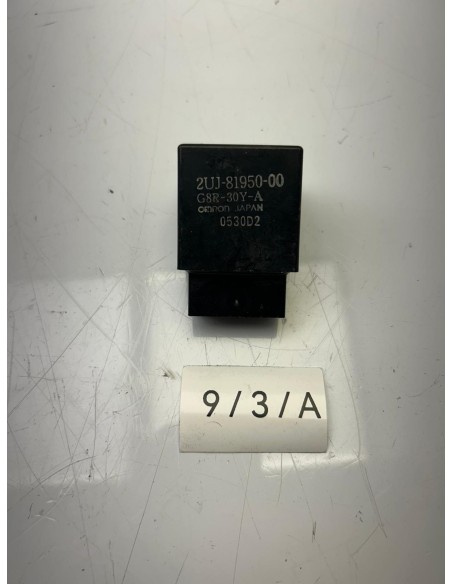 2UJ-81950-00
G8R-30Y-A
OMRON JAPAN
0530D2
9/3/A